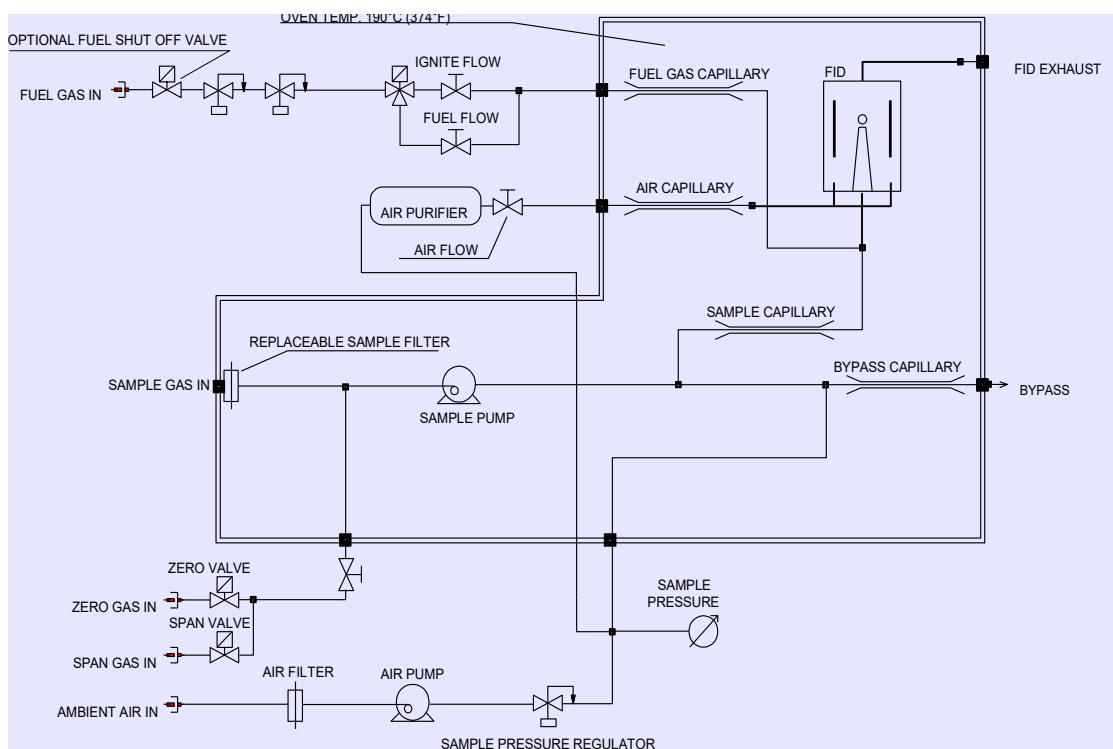 OVEN TEMP. 190°C (374°F)
OPTIONAL FUEL SHUT OFF VALVE
IGNITE FLOW
FUEL GAS CAPILLARY
FID
FID EXHAUST
FUEL GAS IN
FUEL FLOW
AIR CAPILLARY
AIR PURIFIER
AIR FLOW
SAMPLE CAPILLARY
REPLACEABLE SAMPLE FILTER
BYPASS CAPILLARY
SAMPLE GAS IN
BYPASS
SAMPLE PUMP
ZERO VALVE
SAMPLE
PRESSURE
ZERO GAS IN
SPAN VALVE
SPAN GAS IN
AIR FILTER
AIR PUMP
AMBIENT AIR IN
SAMPLE PRESSURE REGULATOR